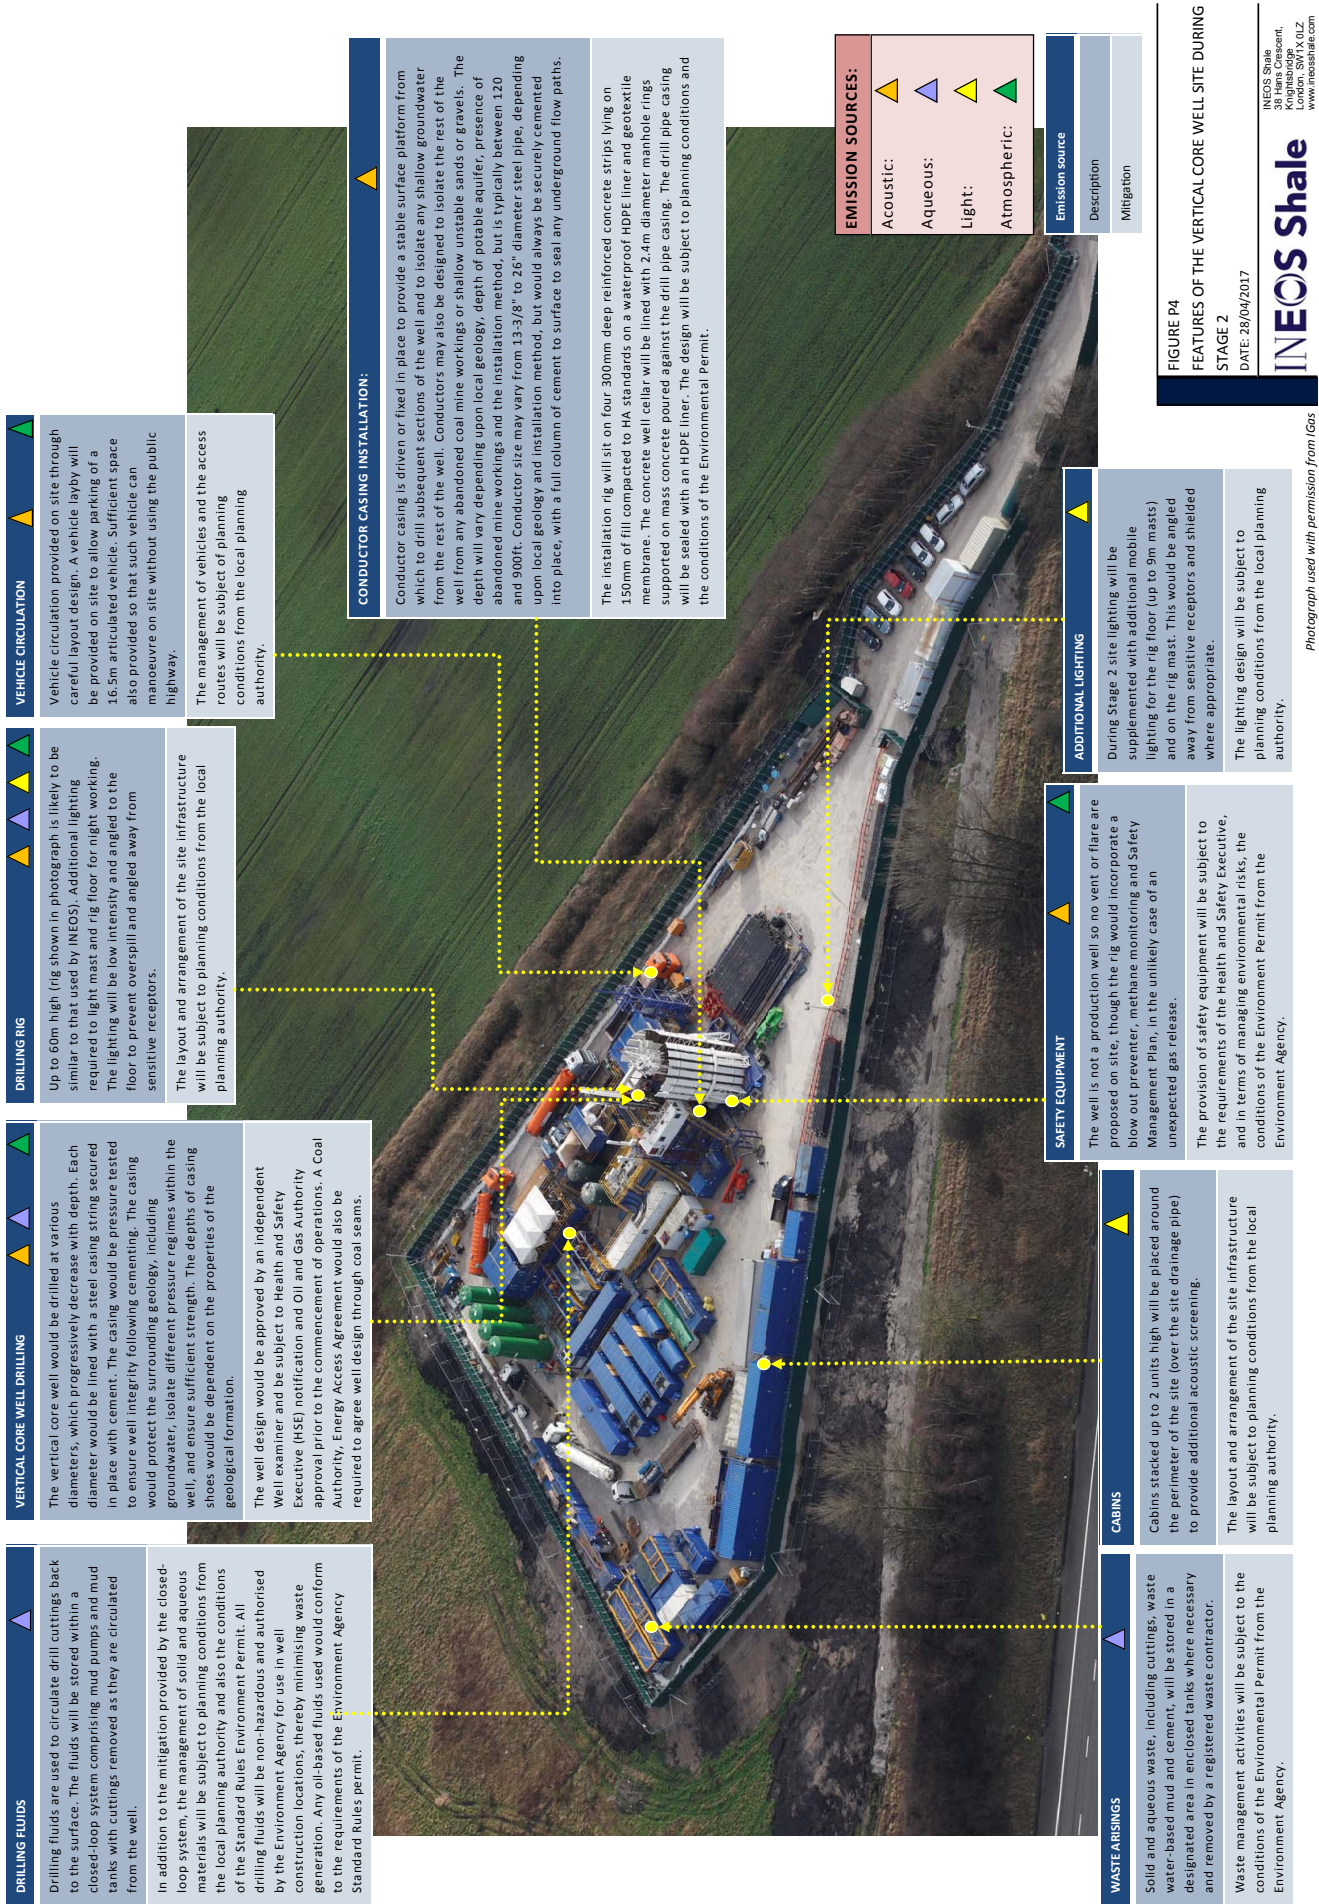 DRILLING FLUIDS
Drilling fluids are used to circulate drill cuttings back
to the surface. The fluids will be stored within a
closed-loop system comprising mud pumps and mud
tanks with cuttings removed as they are circulated
from the well.
In addition to the mitigation provided by the closed-
loop system, the management of solid and aqueous
materials will be subject to planning conditions from
the local planning authority and also the conditions
of the Standard Rules Environment Permit. All
drilling fluids will be non-hazardous and authorised
by the Environment Agency for use in well
construction locations, thereby minimising waste
generation. Any oil-based fluids used would conform
to the requirements of the Environment Agency
Standard Rules permit.
VERTICAL CORE WELL DRILLING
The vertical core well would be drilled at various
diameters, which progressively decrease with depth. Each
diameter would be lined with a steel casing string secured
in place with cement. The casing would be pressure tested
to ensure well integrity following cementing. The casing
would protect the surrounding geology, including
groundwater, isolate different pressure regimes within the
well, and ensure sufficient strength. The depths of casing
shoes would be dependent on the properties of the
geological formation.
The well design would be approved by an independent
Well examiner and be subject to Health and Safety
Executive (HSE) notification and Oil and Gas Authority
approval prior to the commencement of operations. A Coal
Authority, Energy Access Agreement would also be
required to agree well design through coal seams.
DRILLING RIG
Up to 60m high (rig shown in photograph is likely to be
similar to that used by INEOS). Additional lighting
required to light mast and rig floor for night working.
The lighting will be low intensity and angled to the
floor to prevent overspill and angled away from
sensitive receptors.
The layout and arrangement of the site infrastructure
will be subject to planning conditions from the local
planning authority.
VEHICLE CIRCULATION
Vehicle circulation provided on site through
careful layout design. A vehicle layby will
be provided on site to allow parking of a
16.5m articulated vehicle. Sufficient space
also provided so that such vehicle can
manoeuvre on site without using the public
highway.
The management of vehicles and the access
routes will be subject of planning
conditions from the local planning
authority.
CONDUCTOR CASING INSTALLATION:
Conductor casing is driven or fixed in place to provide a stable surface platform from
which to drill subsequent sections of the well and to isolate any shallow groundwater
from the rest of the well. Conductors may also be designed to isolate the rest of the
well from any abandoned coal mine workings or shallow unstable sands or gravels. The
depth will vary depending upon local geology, depth of potable aquifer, presence of
abandoned mine workings and the installation method, but is typically between 120
and 900ft. Conductor size may vary from 13-3/8" to 26" diameter steel pipe, depending
upon local geology and installation method, but would always be securely cemented
into place, with a full column of cement to surface to seal any underground flow paths.
The installation rig will sit on four 300mm deep reinforced concrete strips lying on
150mm of fill compacted to HA standards on a waterproof HDPE liner and geotextile
membrane. The concrete well cellar will be lined with 2.4m diameter manhole rings
supported on mass concrete poured against the drill pipe casing. The drill pipe casing
will be sealed with an HDPE liner. The design will be subject to planning conditions and
the conditions of the Environmental Permit.
WASTE ARISINGS
Solid and aqueous waste, including cuttings, waste
water-based mud and cement, will be stored in a
designated area in enclosed tanks where necessary
and removed by a registered waste contractor.
Waste management activities will be subject to the
conditions of the Environmental Permit from the
Environment Agency.
CABINS
Cabins stacked up to 2 units high will be placed around
the perimeter of the site (over the site drainage pipe)
to provide additional acoustic screening.
The layout and arrangement of the site infrastructure
will be subject to planning conditions from the local
planning authority.
SAFETY EQUIPMENT
The well is not a production well so no vent or flare are
proposed on site, though the rig would incorporate a
blow out preventer, methane monitoring and Safety
Management Plan, in the unlikely case of an
unexpected gas release.
The provision of safety equipment will be subject to
the requirements of the Health and Safety Executive,
and in terms of managing environmental risks, the
conditions of the Environment Permit from the
Environment Agency.
ADDITIONAL LIGHTING
During Stage 2 site lighting will be
supplemented with additional mobile
lighting for the rig floor (up to 9m masts)
and on the rig mast. This would be angled
away from sensitive receptors and shielded
where appropriate.
The lighting design will be subject to
planning conditions from the local planning
authority.
EMISSION SOURCES:
Acoustic:
Aqueous:
Light:
Atmospheric:
Emission source
Description
Mitigation
FIGURE P4
FEATURES OF THE VERTICAL CORE WELL SITE DURING
STAGE 2
DATE: 28/04/2017
INEOS Shale
INEOS Shale
38 Hans Crescent,
Knightsbridge
London, SW1X 0LZ
www.ineosshale.com
Photograph used with permission from IGas